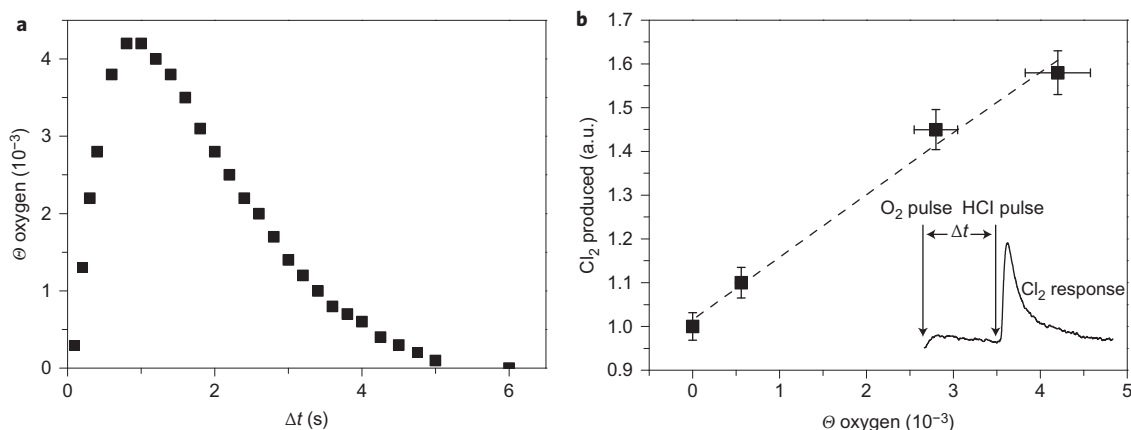 a
4
3
2
1
0
0
2
4
6
Θ oxygen (10⁻³)
Δt (s)
b
1.7
1.6
1.5
1.4
1.3
1.2
1.1
1.0
0.9
0
1
2
3
4
5
Cl₂ produced (a.u.)
Θ oxygen (10⁻³)
O₂ pulse HCl pulse
Δt
Cl₂ response